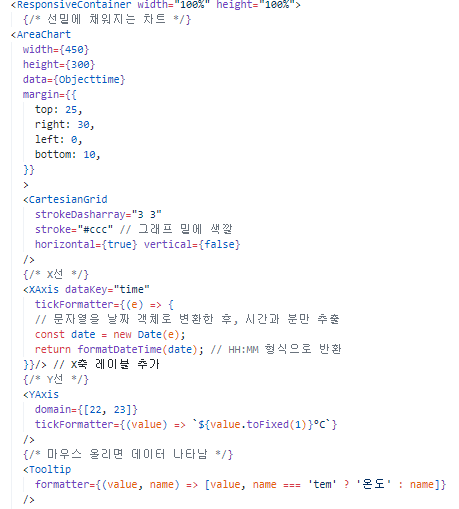 <ResponsiveContainer width="100%" height="100%">
{/* 선밑에 채워지는 차트 */}
<AreaChart
width={450}
height={300}
data={Objecttime}
margin={{
top: 25,
right: 30,
left: 0,
bottom: 10,
}}
>
<CartesianGrid
strokeDasharray="3 3"
stroke="#ccc" // 그래프 밑에 색깔
horizontal={true} vertical={false}
/>
{/* X선 */}
<XAxis dataKey="time"
tickFormatter={(e) => {
// 문자열을 날짜 객체로 변환한 후, 시간과 분만 추출
const date = new Date(e);
return formatDateTime(date); // HH:MM 형식으로 반환
}}/> // X축 레이블 추가
{/* Y선 */}
<YAxis
domain={[22, 23]}
tickFormatter={(value) => `${value.toFixed(1)}°C`}
/>
{/* 마우스 올리면 데이터 나타남 */}
<Tooltip
formatter={(value, name) => [value, name === 'tem' ? '온도' : name]}
/>